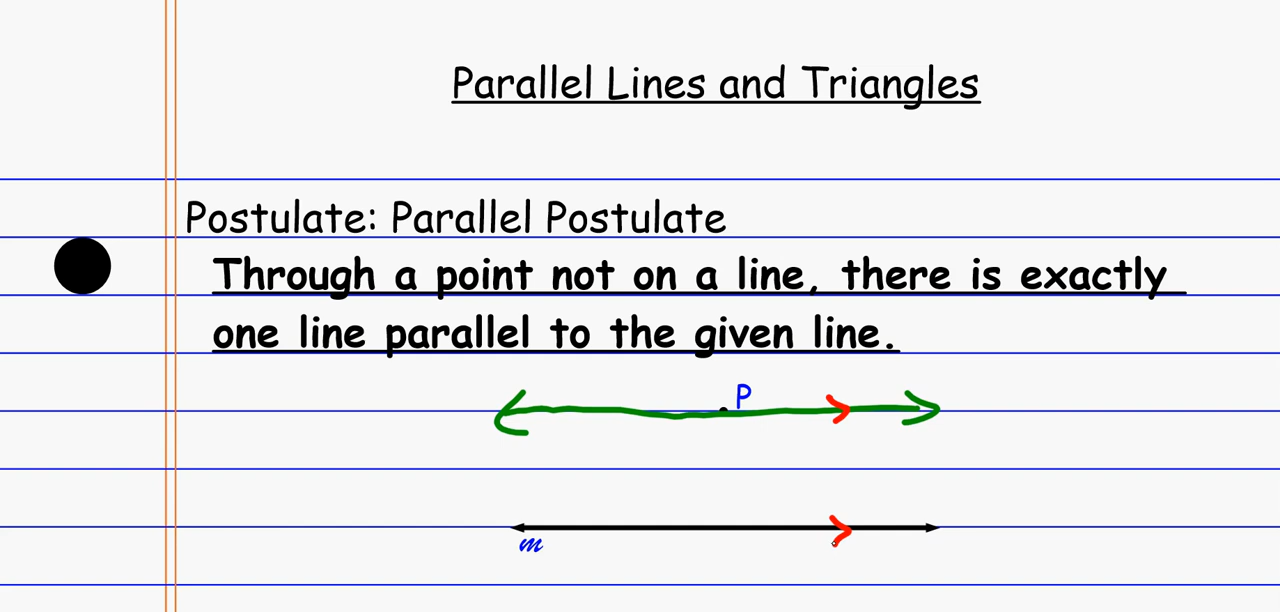 Parallel Lines and Triangles
Postulate: Parallel Postulate
Through a point not on a line, there is exactly
one line parallel to the given line.
P
m